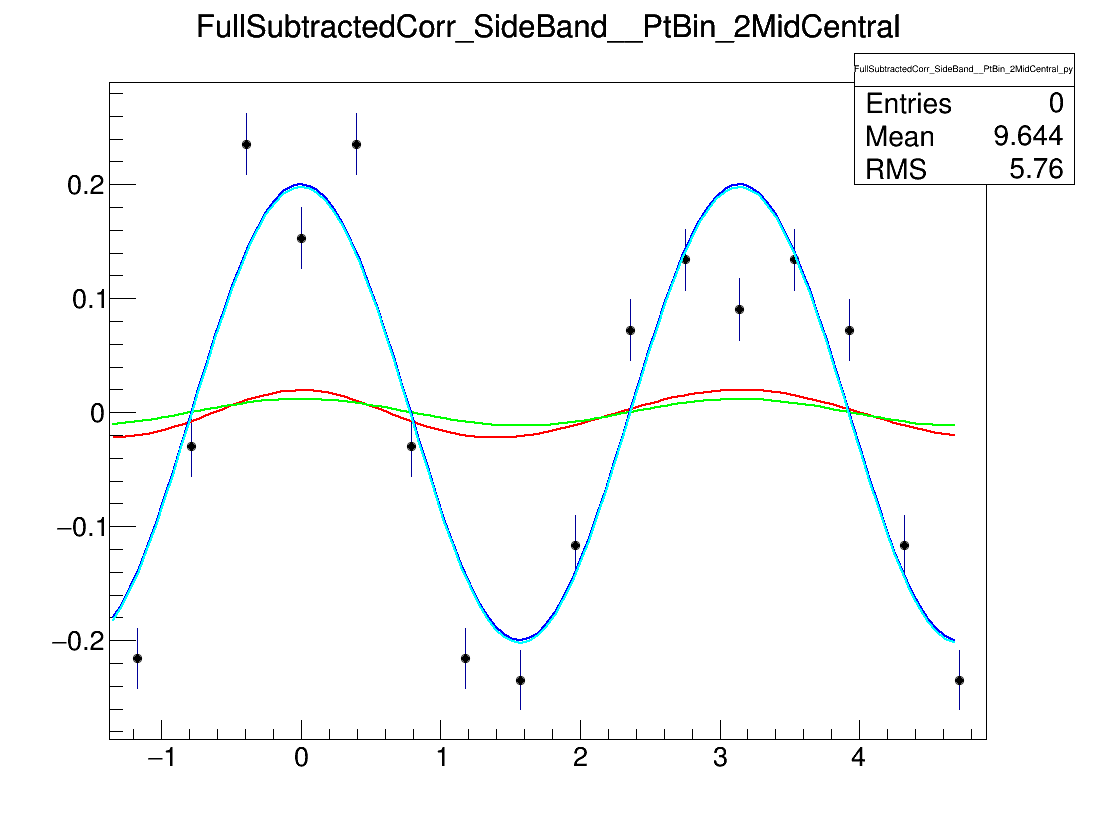 FullSubtractedCorr_SideBand__PtBin_2MidCentral
FullSubtractedCorr_SideBand__PtBin_2MidCentral_py
Entries 0
Mean 9.644
RMS 5.76
0.2
0.1
0
−0.1
−0.2
−1 0 1 2 3 4